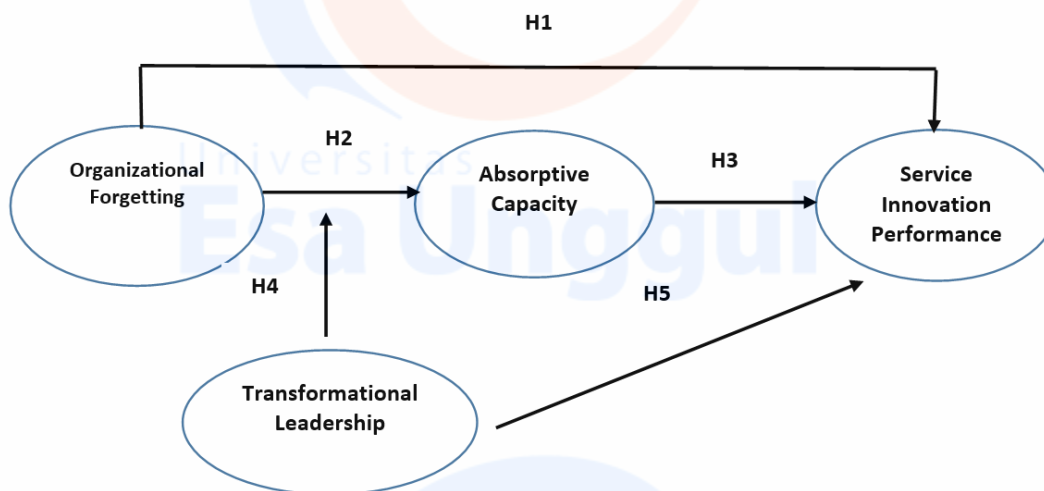 H1
H2
Organizational
Forgetting
Absorptive
Capacity
H3
Service
Innovation
Performance
Universitas
Esa Unggul
H4
H5
Transformational
Leadership